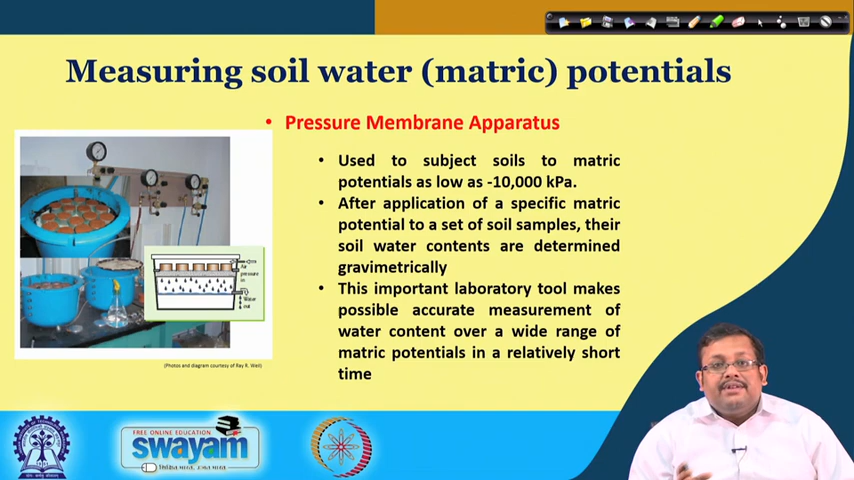 Measuring soil water (matric) potentials
• Pressure Membrane Apparatus
• Used to subject soils to matric
potentials as low as -10,000 kPa.
• After application of a specific matric
potential to a set of soil samples, their
soil water contents are determined
gravimetrically
• This important laboratory tool makes
possible accurate measurement of
water content over a wide range of
matric potentials in a relatively short
time
Air
pressure
in
Water
out
(Photos and diagram courtesy of Ray R. Weil)
FREE ONLINE EDUCATION
swayam